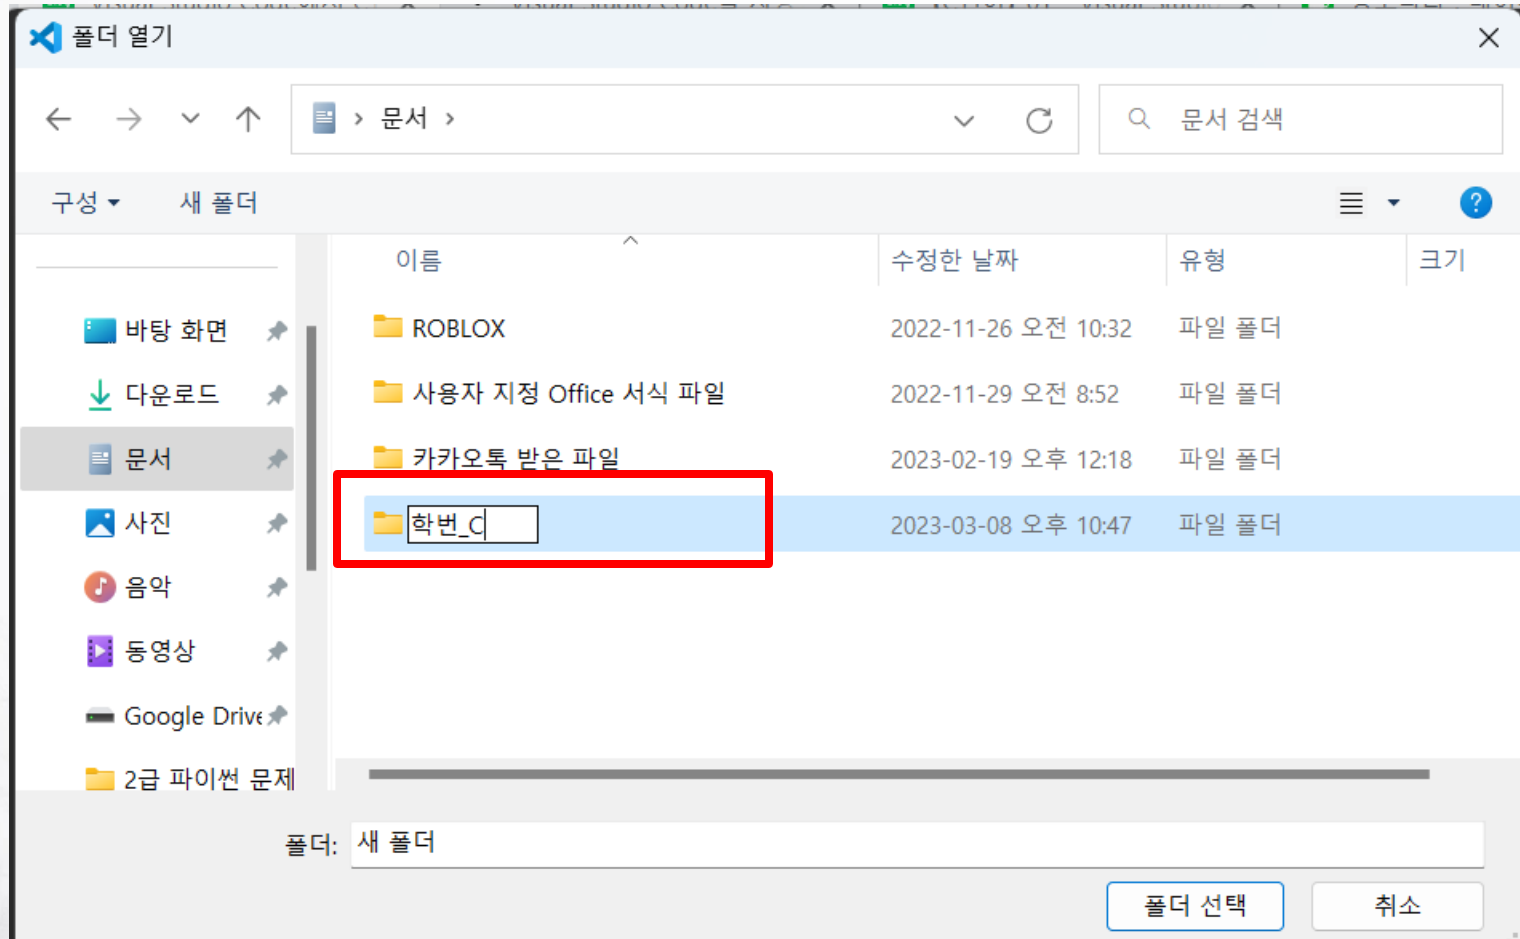 폴더 열기
문서
문서 검색
구성 새 폴더
이름 수정한 날짜 유형 크기
바탕 화면
다운로드
문서
사진
음악
동영상
Google Drive
2급 파이썬 문제
ROBLOX 2022-11-26 오전 10:32 파일 폴더
사용자 지정 Office 서식 파일 2022-11-29 오전 8:52 파일 폴더
카카오톡 받은 파일 2023-02-19 오후 12:18 파일 폴더
학번_C 2023-03-08 오후 10:47 파일 폴더
폴더: 새 폴더
폴더 선택 취소